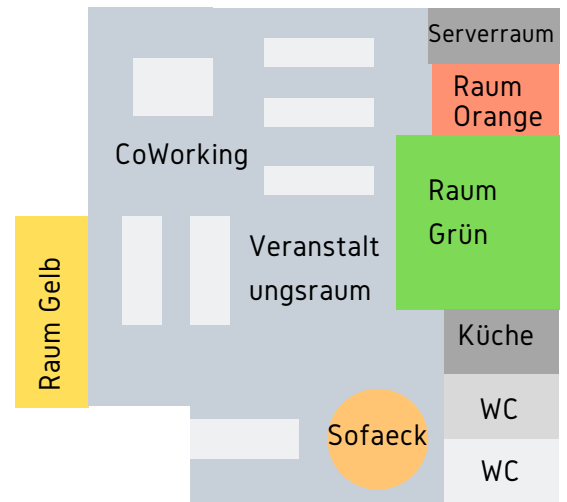 Serverraum
Raum
Orange
CoWorking
Raum
Grün
Veranstalt
ungsraum
Raum Gelb
Küche
WC
Sofaeck
WC